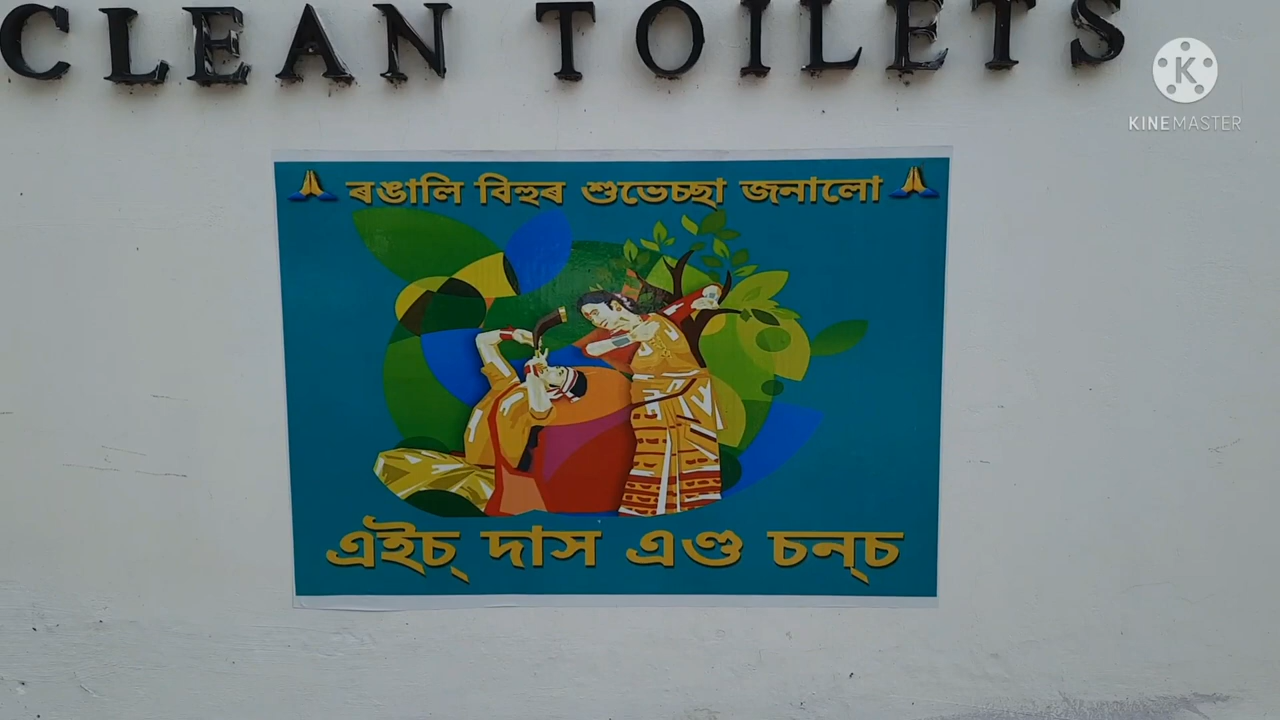 CLEAN TOILETS
KINEMASTER
ৰঙালি বিহুৰ শুভেচ্ছা জনালো
এইচ্ দাস এণ্ড চন্চ